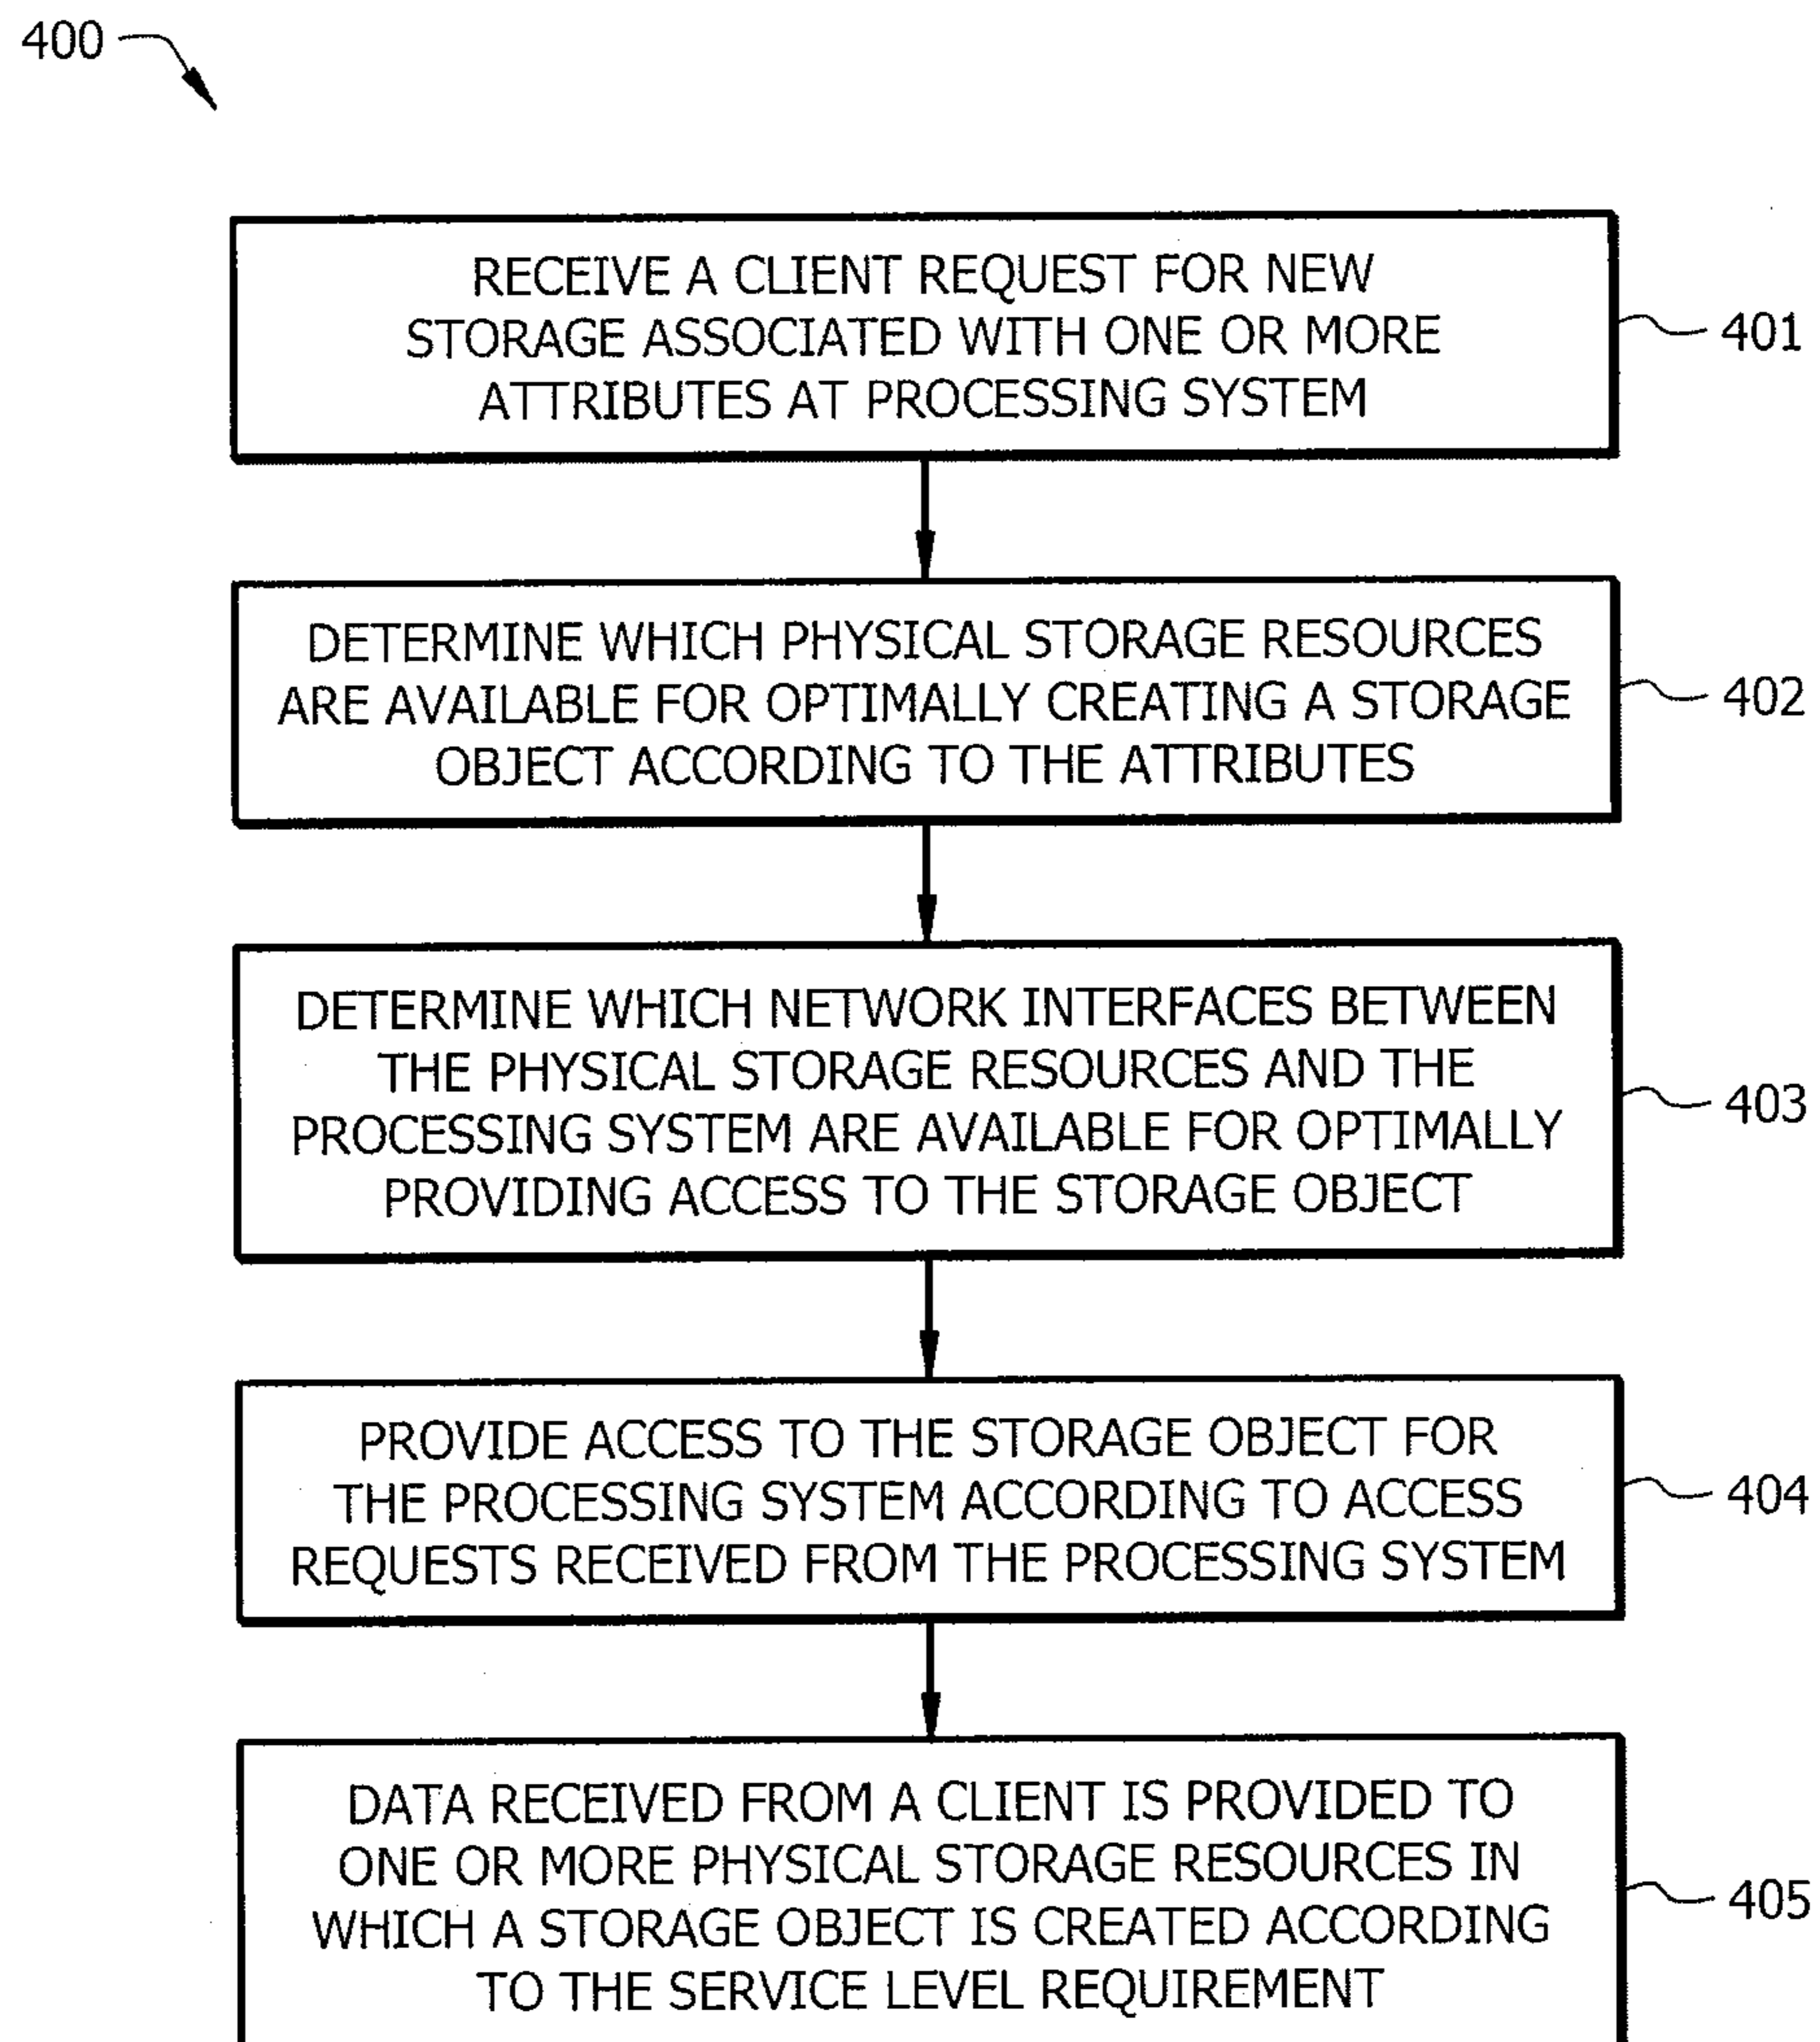 400
RECEIVE A CLIENT REQUEST FOR NEW
STORAGE ASSOCIATED WITH ONE OR MORE
ATTRIBUTES AT PROCESSING SYSTEM
401
DETERMINE WHICH PHYSICAL STORAGE RESOURCES
ARE AVAILABLE FOR OPTIMALLY CREATING A STORAGE
OBJECT ACCORDING TO THE ATTRIBUTES
402
DETERMINE WHICH NETWORK INTERFACES BETWEEN
THE PHYSICAL STORAGE RESOURCES AND THE
PROCESSING SYSTEM ARE AVAILABLE FOR OPTIMALLY
PROVIDING ACCESS TO THE STORAGE OBJECT
403
PROVIDE ACCESS TO THE STORAGE OBJECT FOR
THE PROCESSING SYSTEM ACCORDING TO ACCESS
REQUESTS RECEIVED FROM THE PROCESSING SYSTEM
404
DATA RECEIVED FROM A CLIENT IS PROVIDED TO
ONE OR MORE PHYSICAL STORAGE RESOURCES IN
WHICH A STORAGE OBJECT IS CREATED ACCORDING
TO THE SERVICE LEVEL REQUIREMENT
405